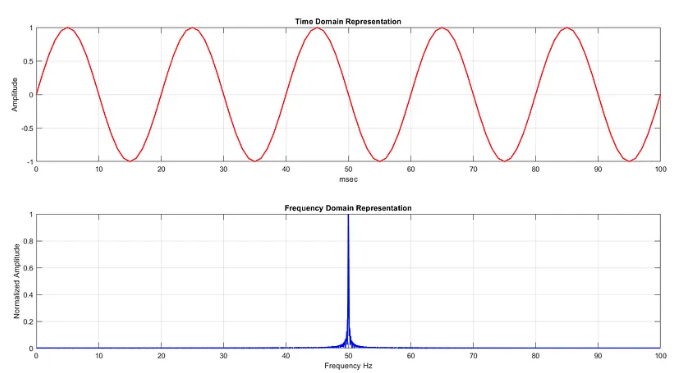 Time Domain Representation
1
0.5
0
-0.5
-1
Amplitude
0 10 20 30 40 50 60 70 80 90 100
msec
Frequency Domain Representation
1
0.8
0.6
0.4
0.2
0
Normalized Amplitude
0 10 20 30 40 50 60 70 80 90 100
Frequency Hz